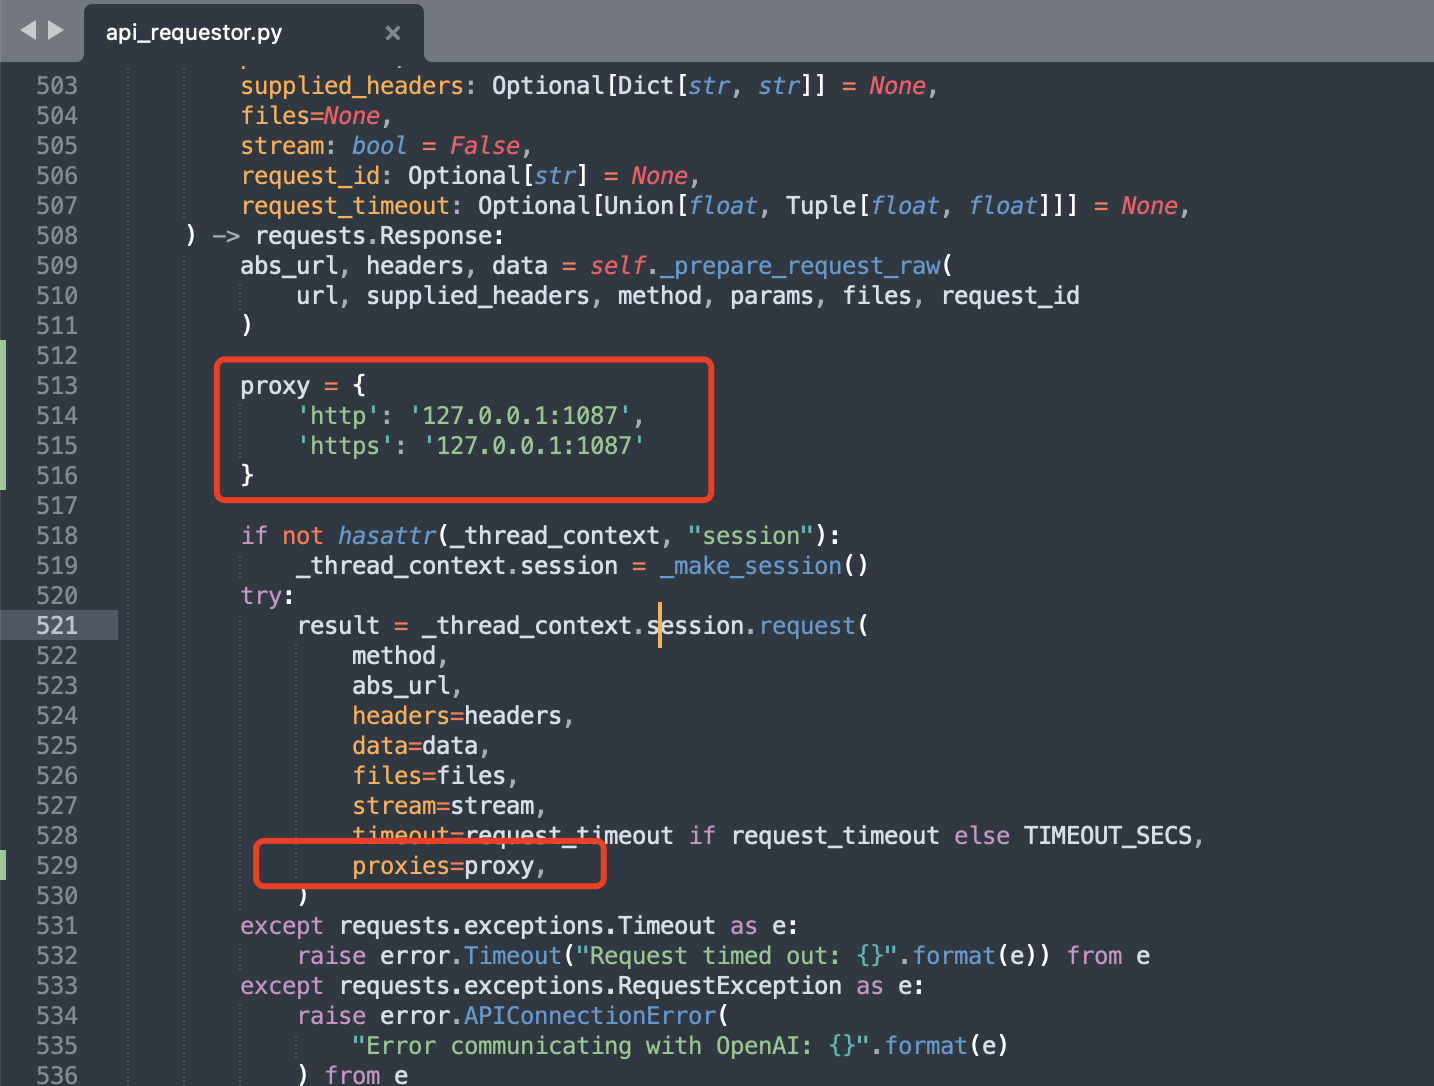 api_requestor.py ×
503 supplied_headers: Optional[Dict[str, str]] = None,
504 files=None,
505 stream: bool = False,
506 request_id: Optional[str] = None,
507 request_timeout: Optional[Union[float, Tuple[float, float]]] = None,
508 ) -> requests.Response:
509 abs_url, headers, data = self._prepare_request_raw(
510 url, supplied_headers, method, params, files, request_id
511 )
512
513 proxy = {
514 'http': '127.0.0.1:1087',
515 'https': '127.0.0.1:1087'
516 }
517
518 if not hasattr(_thread_context, "session"):
519 _thread_context.session = _make_session()
520 try:
521 result = _thread_context.session.request(
522 method,
523 abs_url,
524 headers=headers,
525 data=data,
526 files=files,
527 stream=stream,
528 timeout=request_timeout if request_timeout else TIMEOUT_SECS,
529 proxies=proxy,
530 )
531 except requests.exceptions.Timeout as e:
532 raise error.Timeout("Request timed out: {}".format(e)) from e
533 except requests.exceptions.RequestException as e:
534 raise error.APIConnectionError(
535 "Error communicating with OpenAI: {}".format(e)
536 ) from e